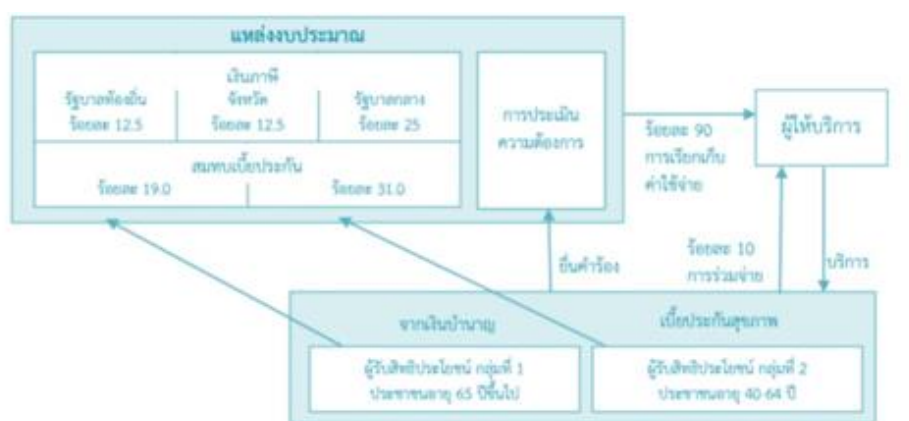 แหล่งงบประมาณ
เงินภาษี
รัฐบาลท้องถิ่น
ร้อยละ 12.5
จังหวัด
ร้อยละ 12.5
รัฐบาลกลาง
ร้อยละ 25
สมทบเบี้ยประกัน
ร้อยละ 19.0
ร้อยละ 31.0
การประเมิน
ความต้องการ
ร้อยละ 90
การเรียกเก็บ
ค่าใช้จ่าย
ผู้ให้บริการ
ยื่นคำร้อง
ร้อยละ 10
การร่วมจ่าย
บริการ
จากเงินบำนาญ
เบี้ยประกันสุขภาพ
ผู้รับสิทธิประโยชน์ กลุ่มที่ 1
ประชาชนอายุ 65 ปีขึ้นไป
ผู้รับสิทธิประโยชน์ กลุ่มที่ 2
ประชาชนอายุ 40-64 ปี